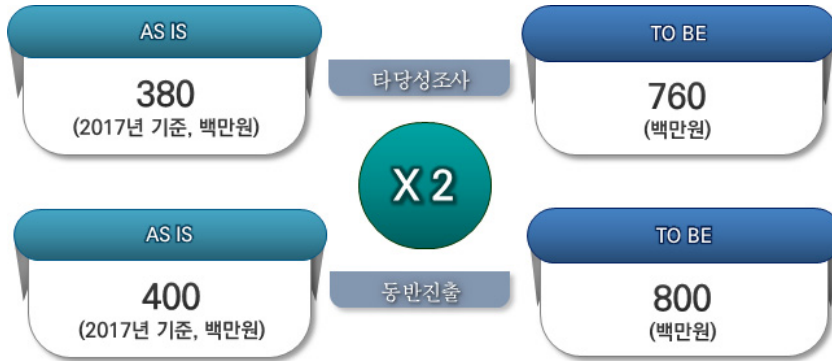 AS IS
380
(2017년 기준, 백만원)
타당성조사
TO BE
760
(백만원)
X 2
AS IS
400
(2017년 기준, 백만원)
동반진출
TO BE
800
(백만원)